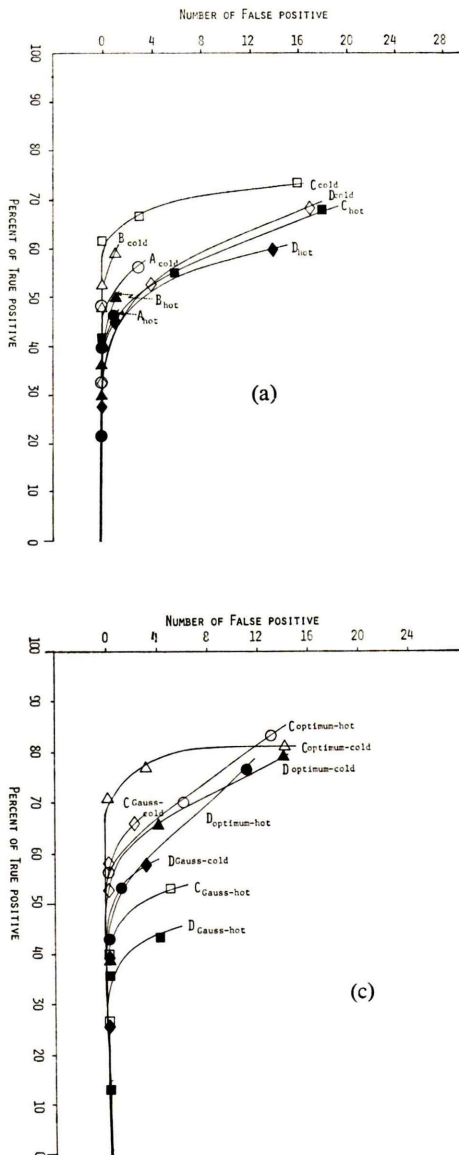 NUMBER OF FALSE POSITIVE
0 4 8 12 16 20 24 28
100
90
80
70
60
50
40
30
20
10
0
PERCENT OF TRUE POSITIVE
C cold
D cold
C hot
B cold
A cold
D hot
B hot
A hot
(a)
NUMBER OF FALSE POSITIVE
0 4 8 12 16 20 24
100
90
80
70
60
50
40
30
20
10
0
PERCENT OF TRUE POSITIVE
C optimum-hot
C optimum-cold
D optimum-cold
C Gauss-cold
D optimum-hot
D Gauss-cold
C Gauss-hot
D Gauss-hot
(c)